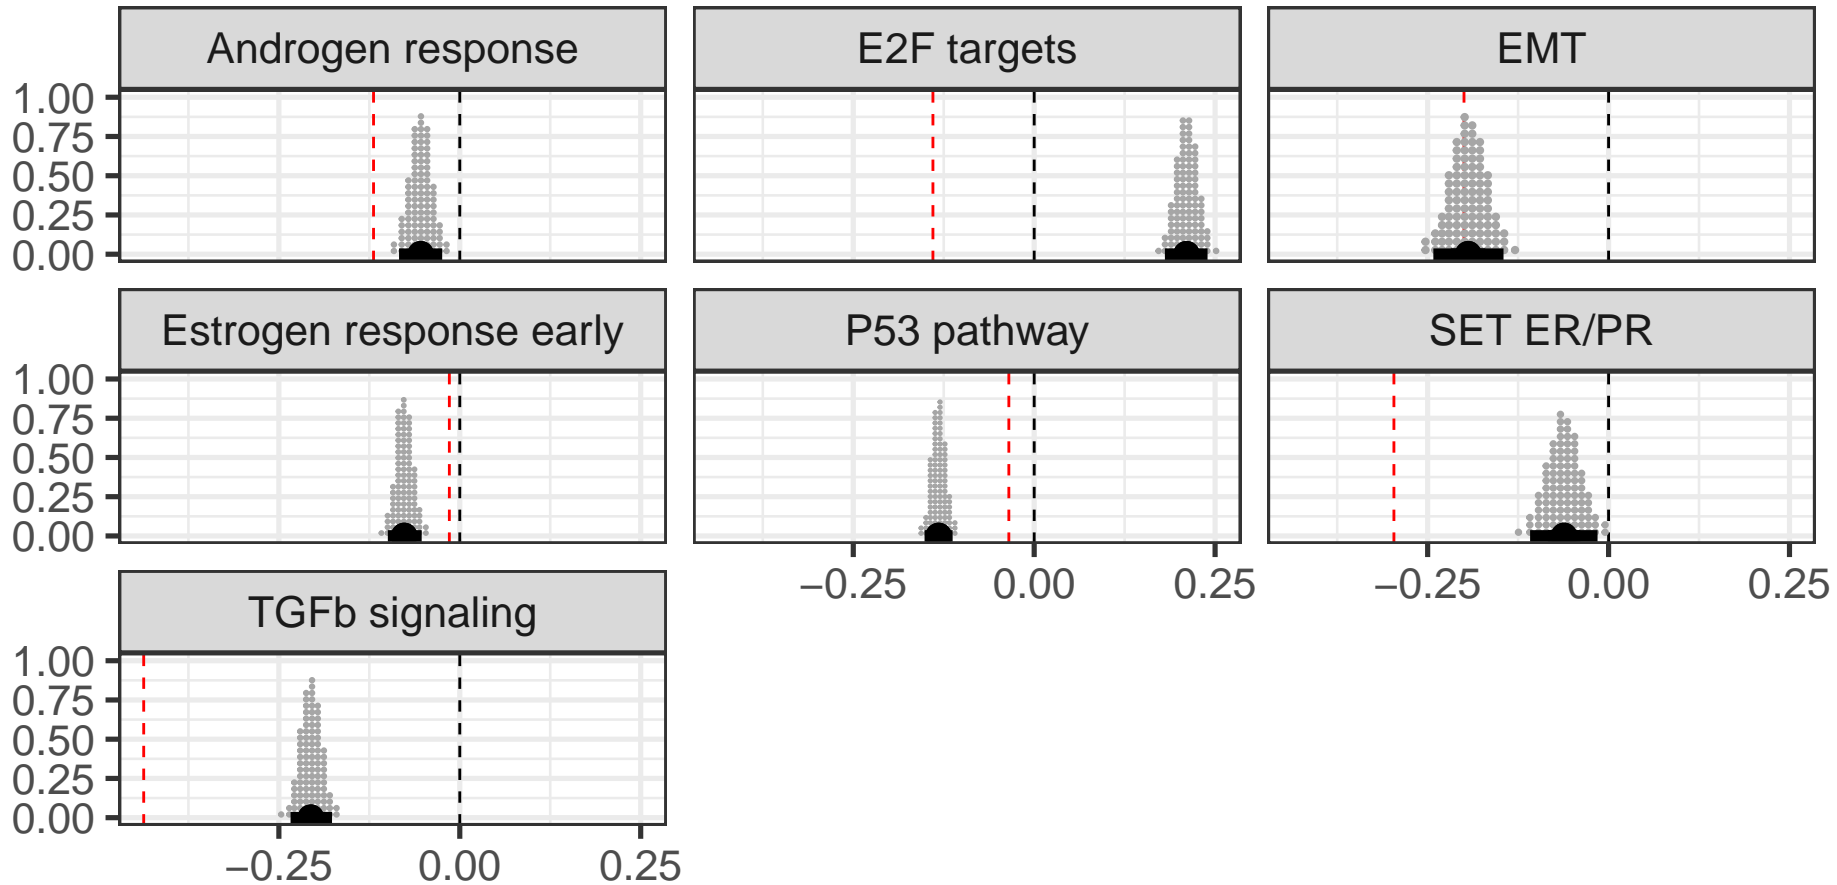 Androgen response
E2F targets
EMT
1.00
0.75
0.50
0.25
0.00
Estrogen response early
P53 pathway
SET ER/PR
1.00
0.75
0.50
0.25
0.00
−0.25 0.00 0.25
−0.25 0.00 0.25
TGFb signaling
1.00
0.75
0.50
0.25
0.00
−0.25 0.00 0.25